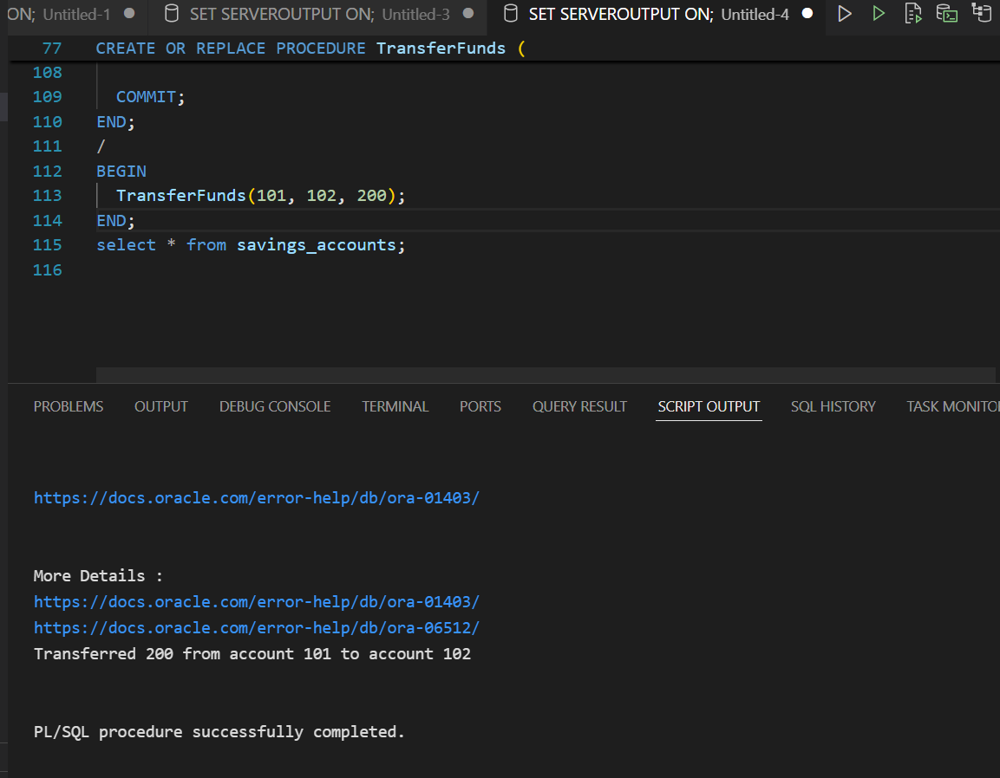 ON; Untitled-1 SET SERVEROUTPUT ON; Untitled-3 SET SERVEROUTPUT ON; Untitled-4
77 CREATE OR REPLACE PROCEDURE TransferFunds (
108
109 COMMIT;
110 END;
111 /
112 BEGIN
113 TransferFunds(101, 102, 200);
114 END;
115 select * from savings_accounts;
116
PROBLEMS OUTPUT DEBUG CONSOLE TERMINAL PORTS QUERY RESULT SCRIPT OUTPUT SQL HISTORY TASK MONITO
https://docs.oracle.com/error-help/db/ora-01403/
More Details :
https://docs.oracle.com/error-help/db/ora-01403/
https://docs.oracle.com/error-help/db/ora-06512/
Transferred 200 from account 101 to account 102
PL/SQL procedure successfully completed.